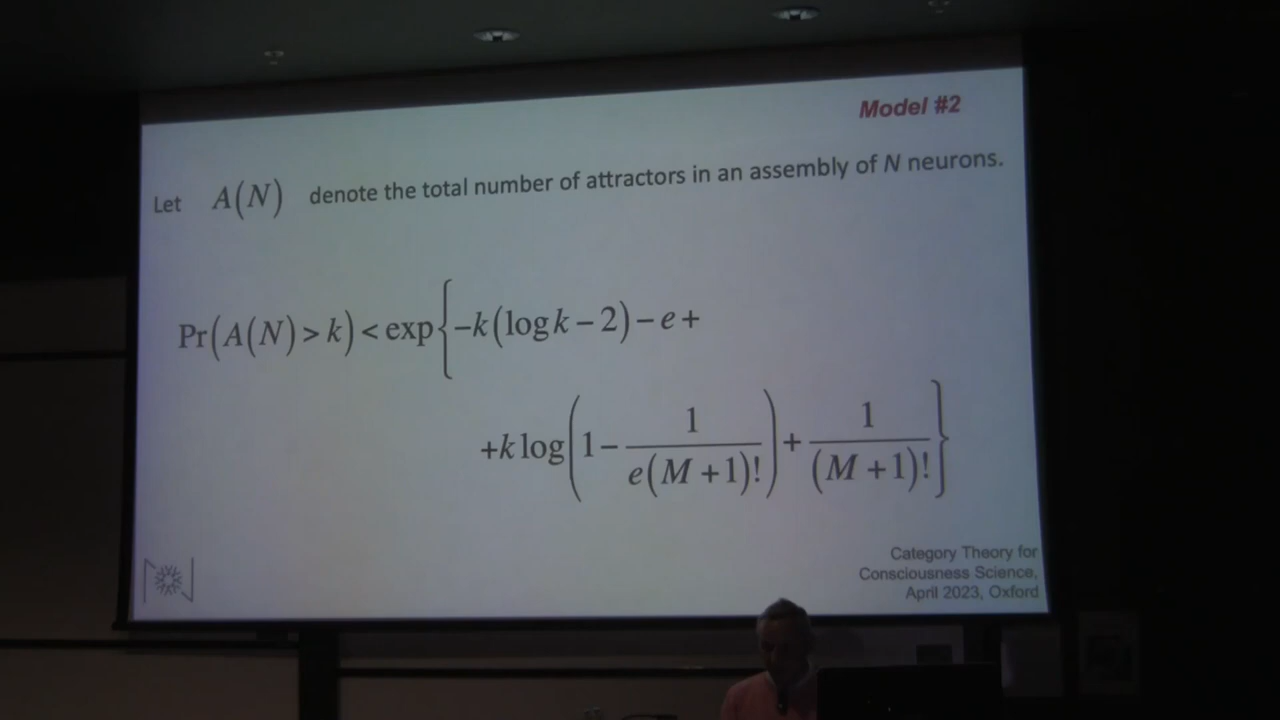 Model #2
Let A(N) denote the total number of attractors in an assembly of N neurons.
Pr(A(N) > k) < exp{−k(log k − 2) − e +
+k log(1 − 1/(e(M+1)!)) + 1/((M+1)!)}
Category Theory for
Consciousness Science,
April 2023, Oxford